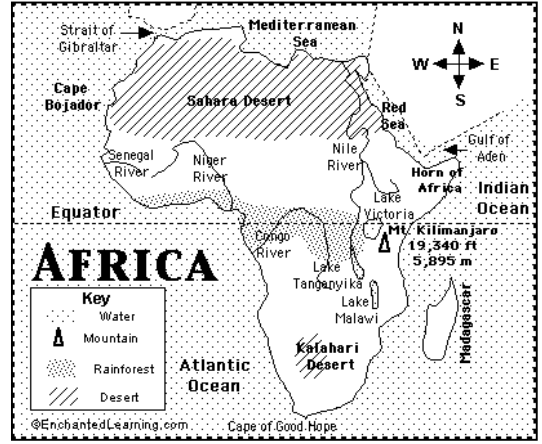 Strait of
Gibraltar
Mediterranean
Sea
N
W
E
S
Cape
Bojador
Sahara Desert
Red
Sea
Senegal
River
Niger
River
Nile
River
Gulf of
Aden
Horn of
Africa
Indian
Ocean
Lake
Victoria
Equator
Mt. Kilimanjaro
19,340 ft
5,895 m
Congo
River
AFRICA
Lake
Tanganyika
Lake
Malawi
Madagascar
Key
Water
Mountain
Rainforest
Desert
Kalahari
Desert
Atlantic
Ocean
©EnchantedLearning.com
Cape of Good Hope